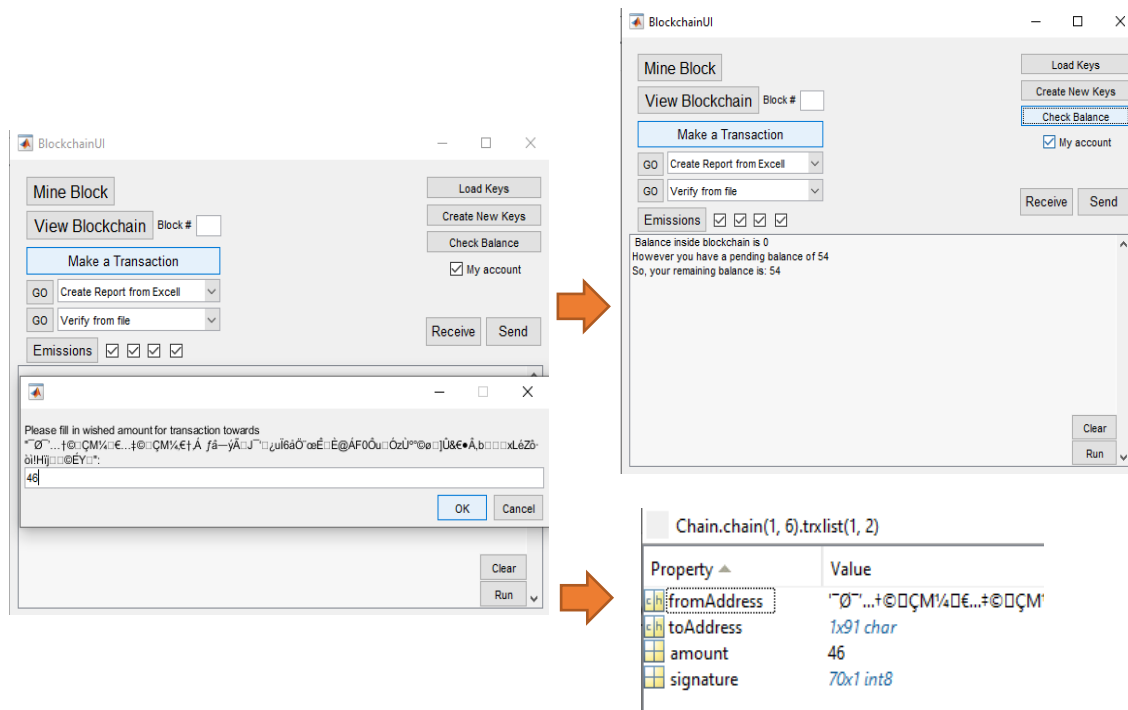 BlockchainUI
Mine Block
View Blockchain Block #
Make a Transaction
GO Create Report from Excell
GO Verify from file
Emissions
Load Keys
Create New Keys
Check Balance
My account
Receive Send
Please fill in wished amount for transaction towards
46
OK Cancel
Clear
Run
BlockchainUI
Mine Block
View Blockchain Block #
Make a Transaction
GO Create Report from Excell
GO Verify from file
Emissions
Load Keys
Create New Keys
Check Balance
My account
Receive Send
Balance inside blockchain is 0
However you have a pending balance of 54
So, your remaining balance is: 54
Clear
Run
Chain.chain(1, 6).trxlist(1, 2)
Property Value
fromAddress
toAddress 1x91 char
amount 46
signature 70x1 int8